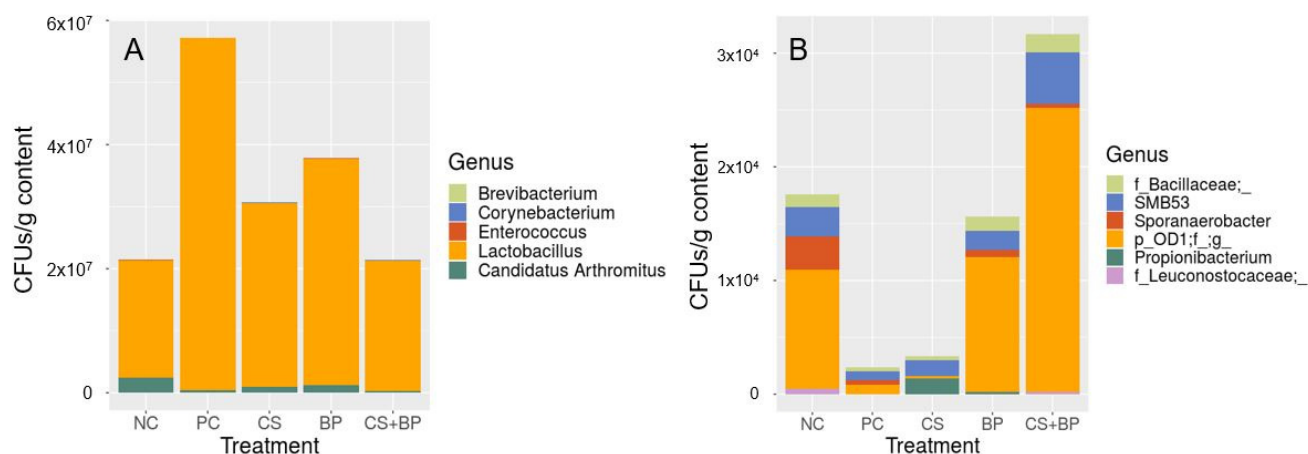 A
CFUs/g content
6x10⁷
4x10⁷
2x10⁷
0
NC PC CS BP CS+BP
Treatment
Genus
Brevibacterium
Corynebacterium
Enterococcus
Lactobacillus
Candidatus Arthromitus
B
CFUs/g content
3x10⁴
2x10⁴
1x10⁴
0
NC PC CS BP CS+BP
Treatment
Genus
f_Bacillaceae;_
SMB53
Sporanaerobacter
p_OD1;f_;g_
Propionibacterium
f_Leuconostocaceae;_